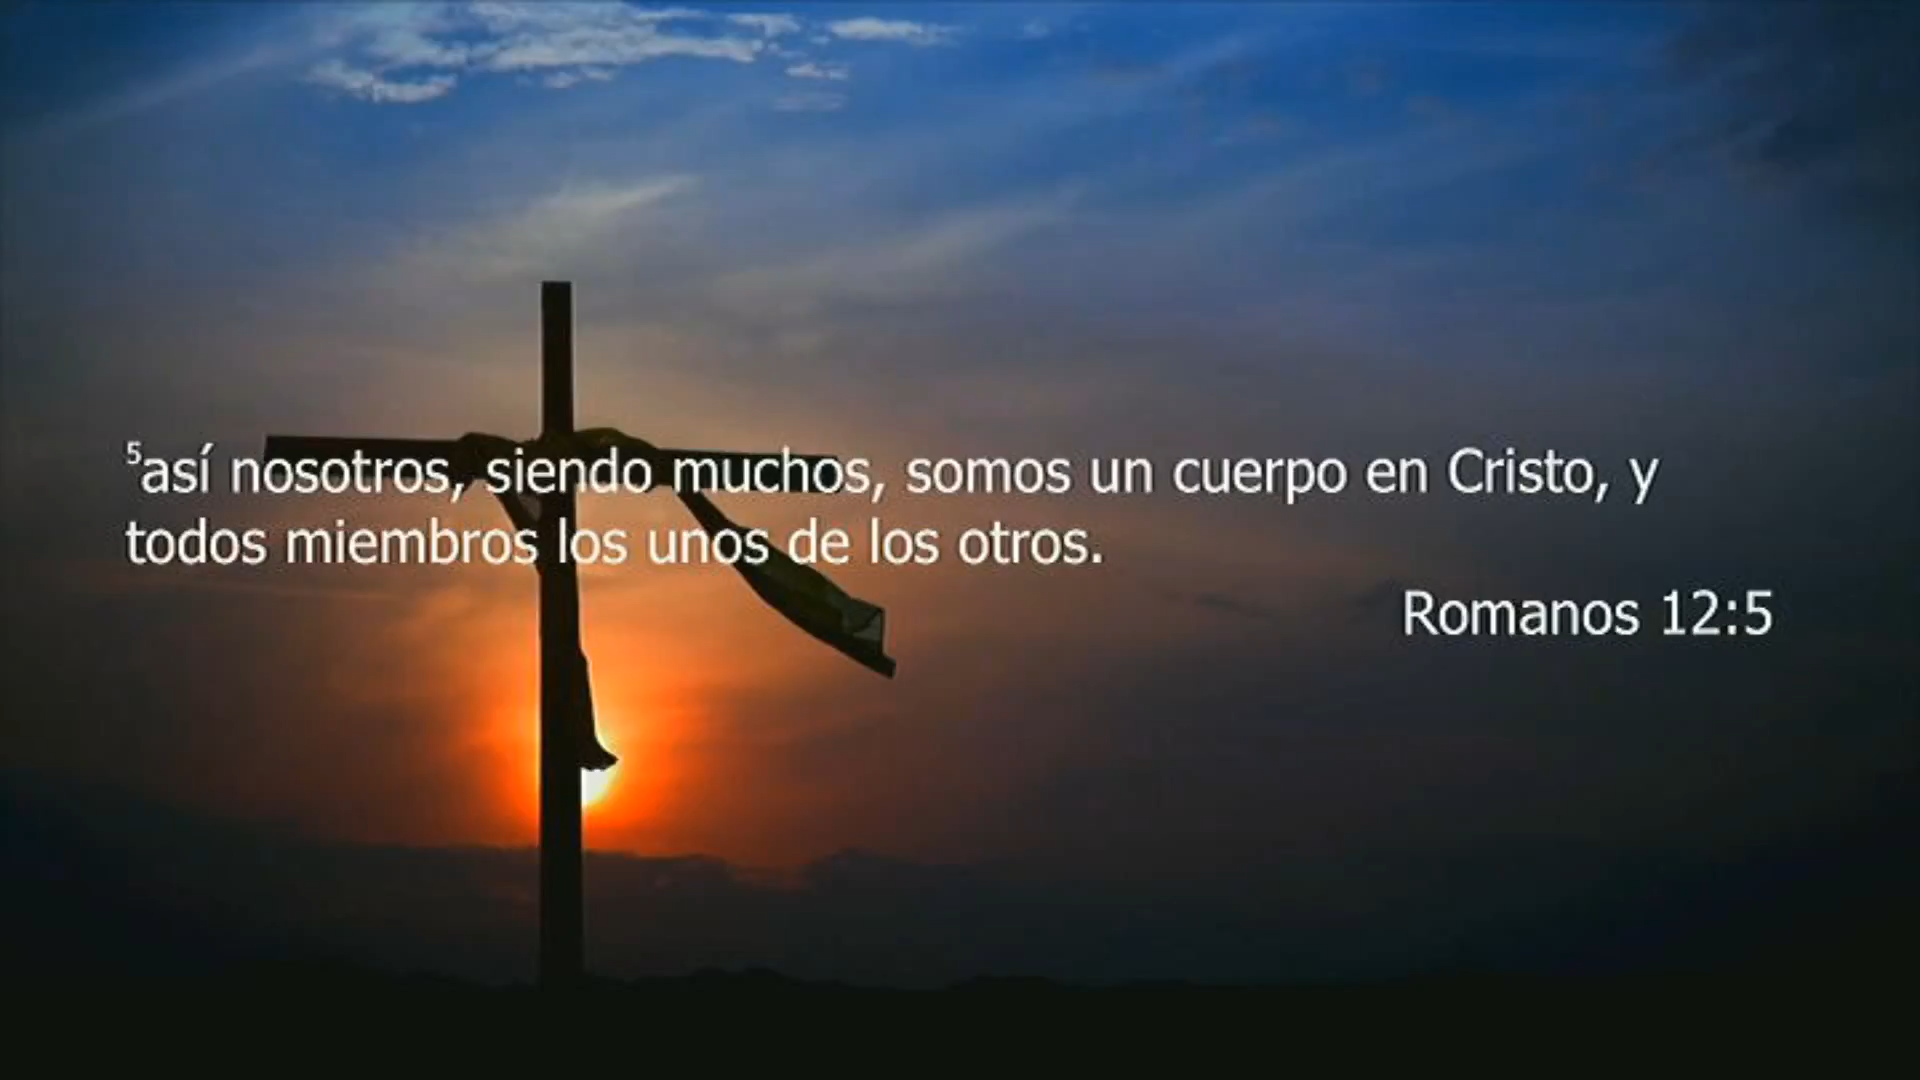 ⁵así nosotros, siendo muchos, somos un cuerpo en Cristo, y
todos miembros los unos de los otros.
Romanos 12:5